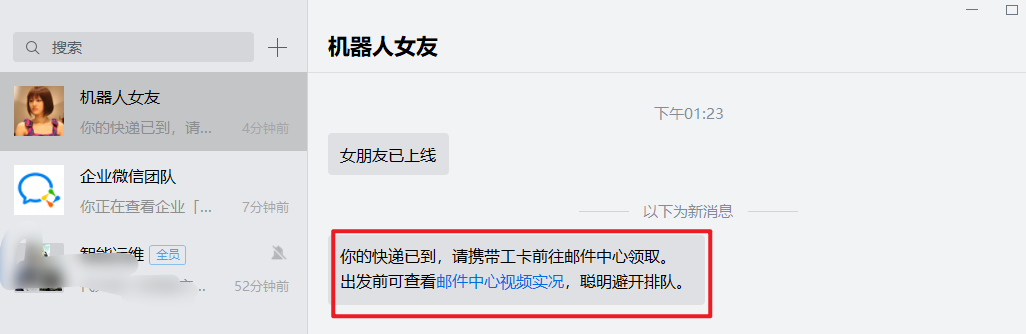 搜索
机器人女友
你的快递已到，请...
4分钟前
企业微信团队
你正在查看企业「...
7分钟前
智能运维 全员
52分钟前
机器人女友
下午01:23
女朋友已上线
以下为新消息
你的快递已到，请携带工卡前往邮件中心领取。
出发前可查看邮件中心视频实况，聪明避开排队。